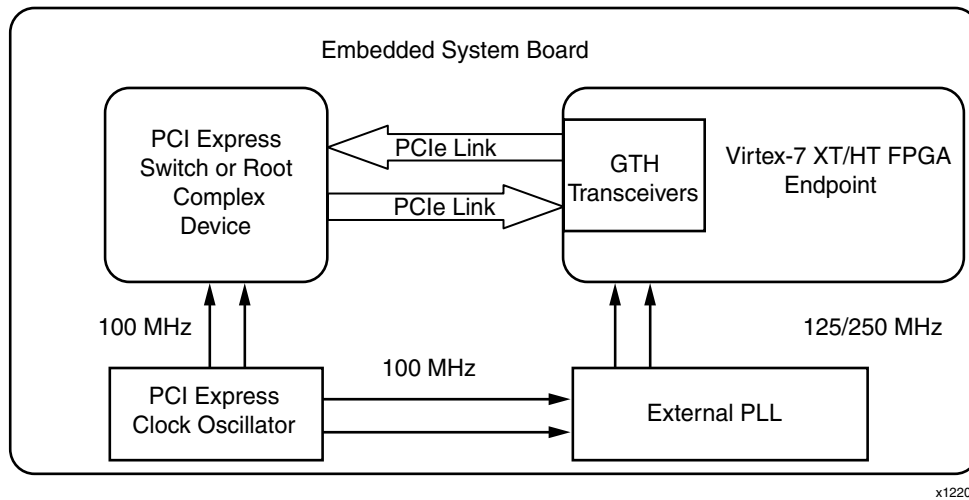 Embedded System Board
PCI Express
Switch or Root
Complex
Device
PCIe Link
PCIe Link
GTH
Transceivers
Virtex-7 XT/HT FPGA
Endpoint
100 MHz
125/250 MHz
PCI Express
Clock Oscillator
100 MHz
External PLL
x1220